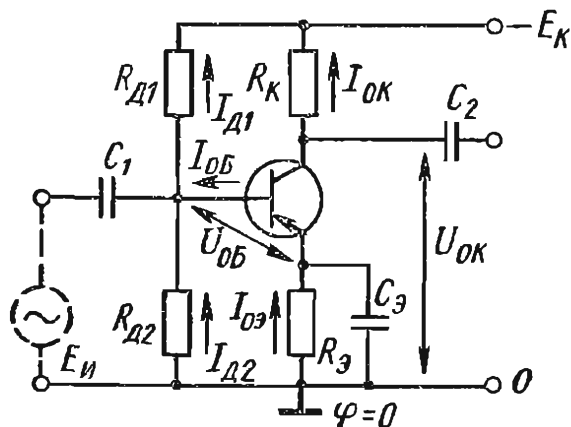 – E_К
R_Д1
I_Д1
R_К
I_ОК
C_2
C_1
I_ОБ
U_ОБ
U_ОК
E_И
R_Д2
I_Д2
I_ОЭ
R_Э
C_Э
0
φ=0